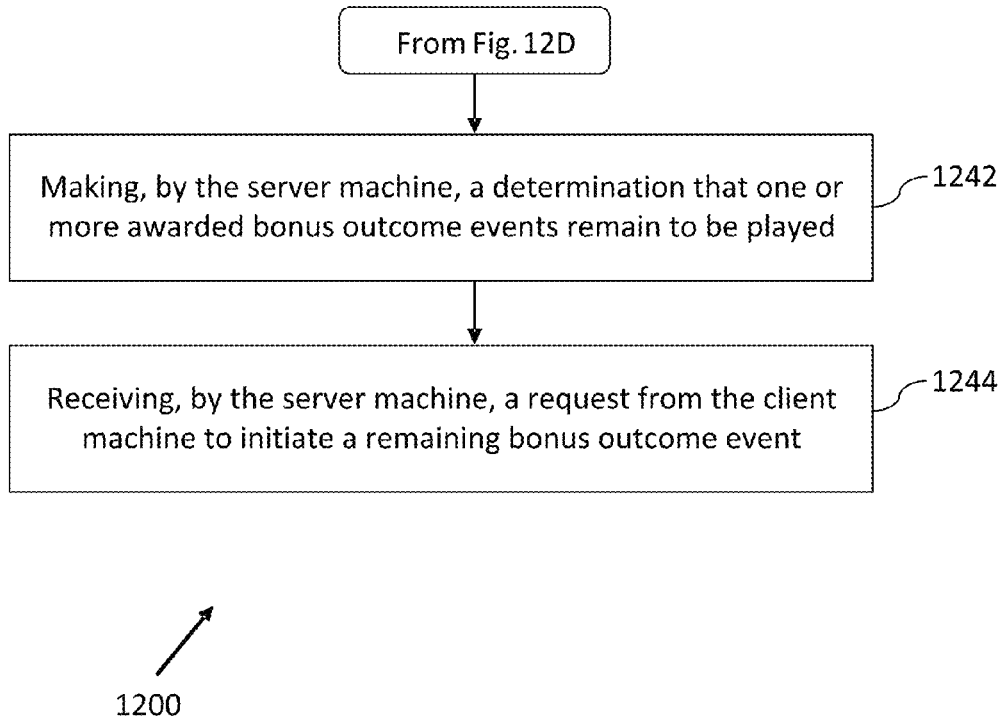 From Fig. 12D
Making, by the server machine, a determination that one or
more awarded bonus outcome events remain to be played
1242
Receiving, by the server machine, a request from the client
machine to initiate a remaining bonus outcome event
1244
1200